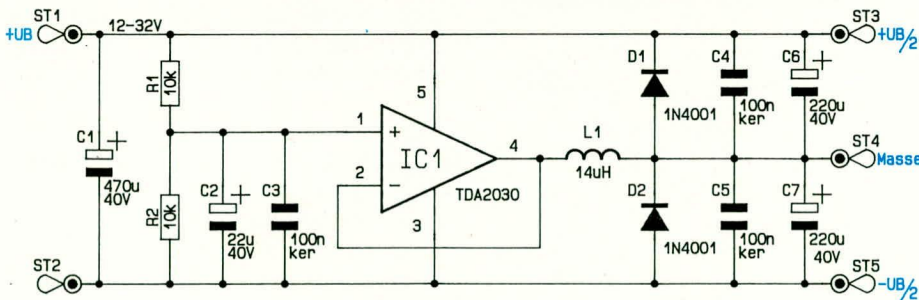 ST1
+UB
12-32V
ST3
+UB/2
R1
10k
D1
1N4001
C4
100n
ker
C6
+
220u
40V
5
1
+
IC1
4
L1
14uH
ST4
Masse
C1
+
470u
40V
2
-
TDA2030
R2
10k
C2
+
22u
40V
C3
100n
ker
3
D2
1N4001
C5
100n
ker
C7
+
220u
40V
ST2
ST5
-UB/2